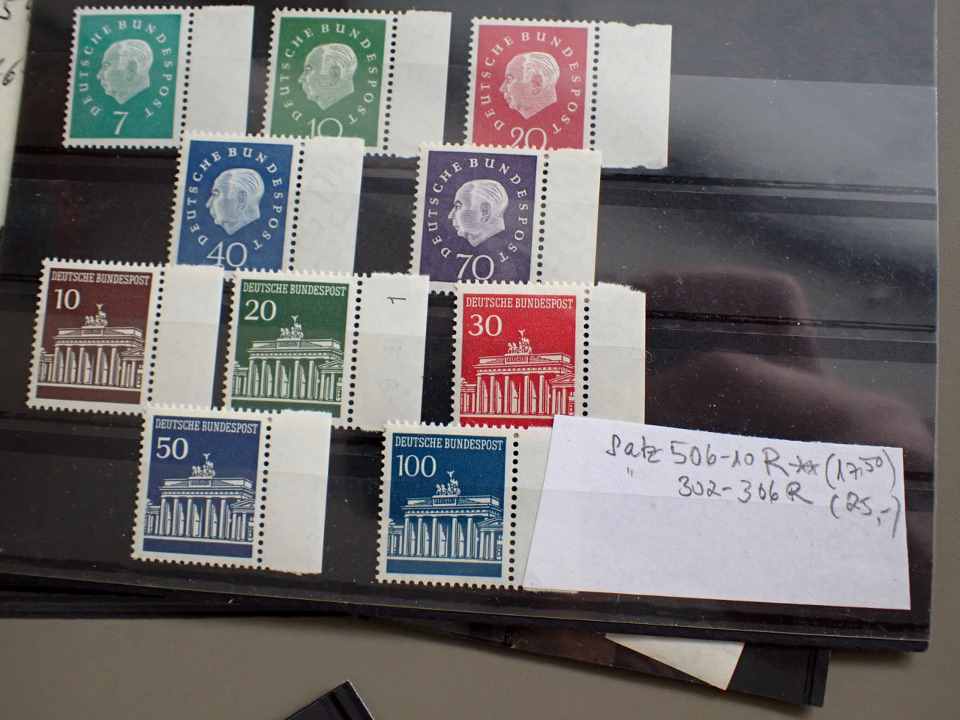 DEUTSCHE BUNDESPOST
7
DEUTSCHE BUNDESPOST
10
DEUTSCHE BUNDESPOST
20
DEUTSCHE BUNDESPOST
40
DEUTSCHE BUNDESPOST
70
DEUTSCHE BUNDESPOST
10
DEUTSCHE BUNDESPOST
20
1
DEUTSCHE BUNDESPOST
30
DEUTSCHE BUNDESPOST
50
DEUTSCHE BUNDESPOST
100
Satz 506-10 R ** (17,50)
" 302-306 R (25,-)